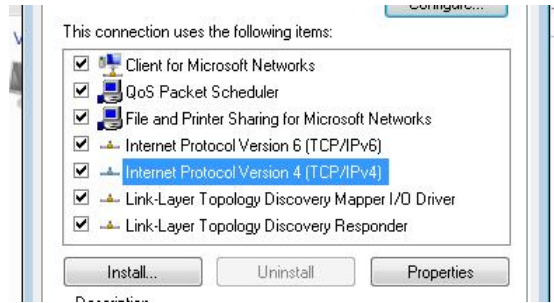 Configure...
This connection uses the following items:
Client for Microsoft Networks
QoS Packet Scheduler
File and Printer Sharing for Microsoft Networks
Internet Protocol Version 6 (TCP/IPv6)
Internet Protocol Version 4 (TCP/IPv4)
Link-Layer Topology Discovery Mapper I/O Driver
Link-Layer Topology Discovery Responder
Install... Uninstall Properties
Description